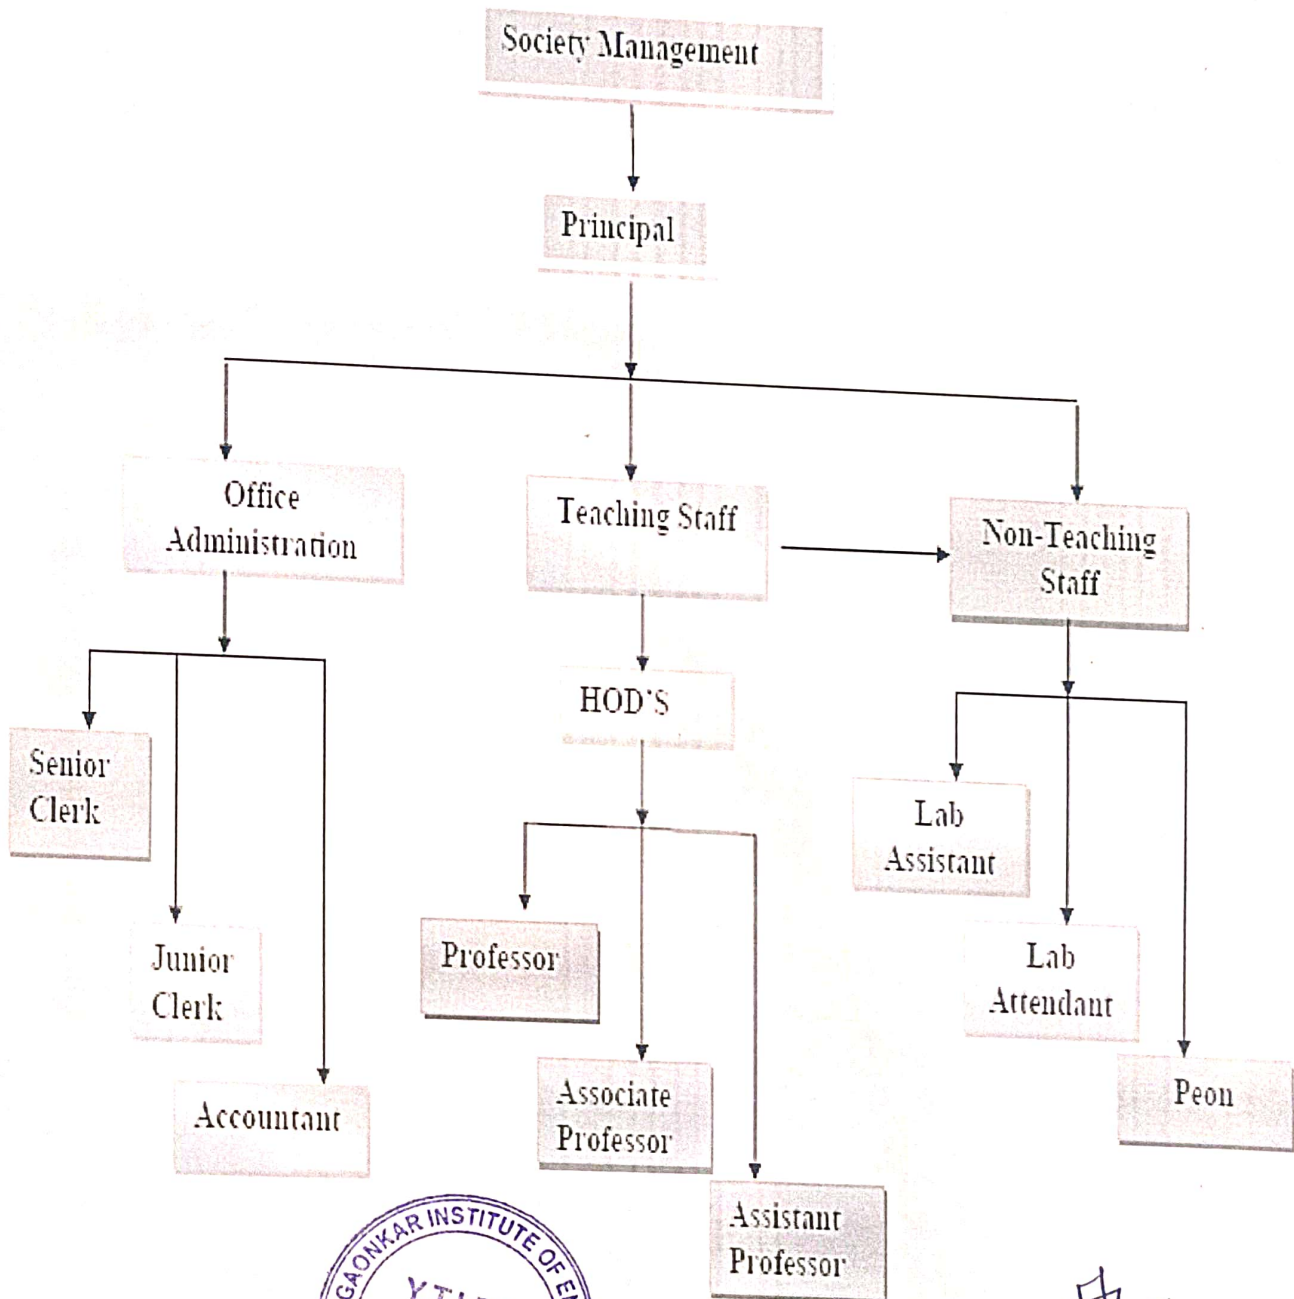 Society Management
Principal
Office
Administration
Teaching Staff
Non-Teaching
Staff
HOD'S
Senior
Clerk
Lab
Assistant
Junior
Clerk
Professor
Lab
Attendant
Accountant
Associate
Professor
Peon
Assistant
Professor
GAONKAR INSTITUTE OF